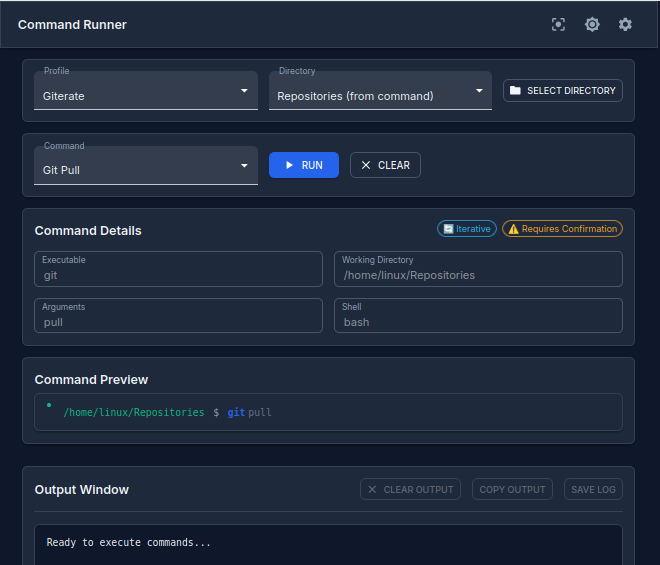 Command Runner
Profile
Giterate
Directory
Repositories (from command)
SELECT DIRECTORY
Command
Git Pull
RUN
CLEAR
Command Details
Iterative
Requires Confirmation
Executable
git
Working Directory
/home/linux/Repositories
Arguments
pull
Shell
bash
Command Preview
/home/linux/Repositories $ git pull
Output Window
CLEAR OUTPUT
COPY OUTPUT
SAVE LOG
Ready to execute commands...